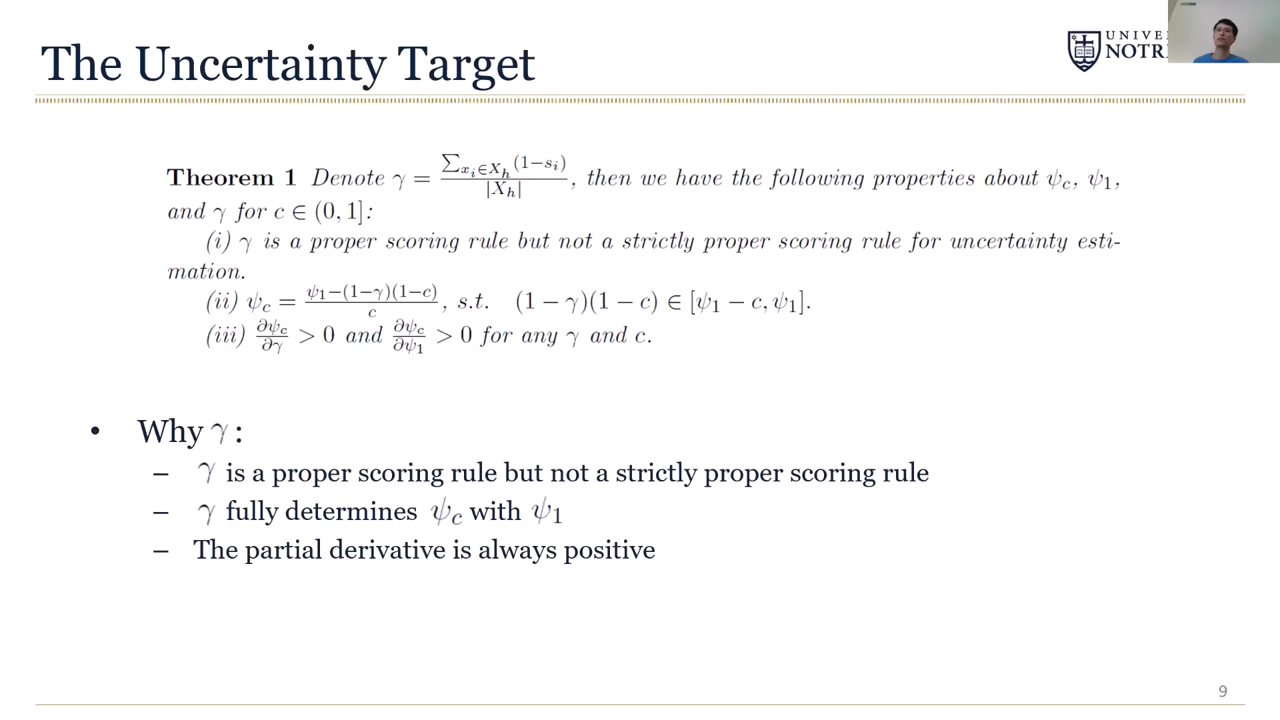 The Uncertainty Target
UNIVE
NOTR
Theorem 1 Denote γ = ∑_{x_i∈X_h}(1−s_i) / |X_h|, then we have the following properties about ψ_c, ψ_1,
and γ for c ∈ (0, 1]:
(i) γ is a proper scoring rule but not a strictly proper scoring rule for uncertainty esti-
mation.
(ii) ψ_c = ψ_1−(1−γ)(1−c) / c, s.t. (1 − γ)(1 − c) ∈ [ψ_1 − c, ψ_1].
(iii) ∂ψ_c/∂γ > 0 and ∂ψ_c/∂ψ_1 > 0 for any γ and c.
• Why γ :
– γ is a proper scoring rule but not a strictly proper scoring rule
– γ fully determines ψ_c with ψ_1
– The partial derivative is always positive
9